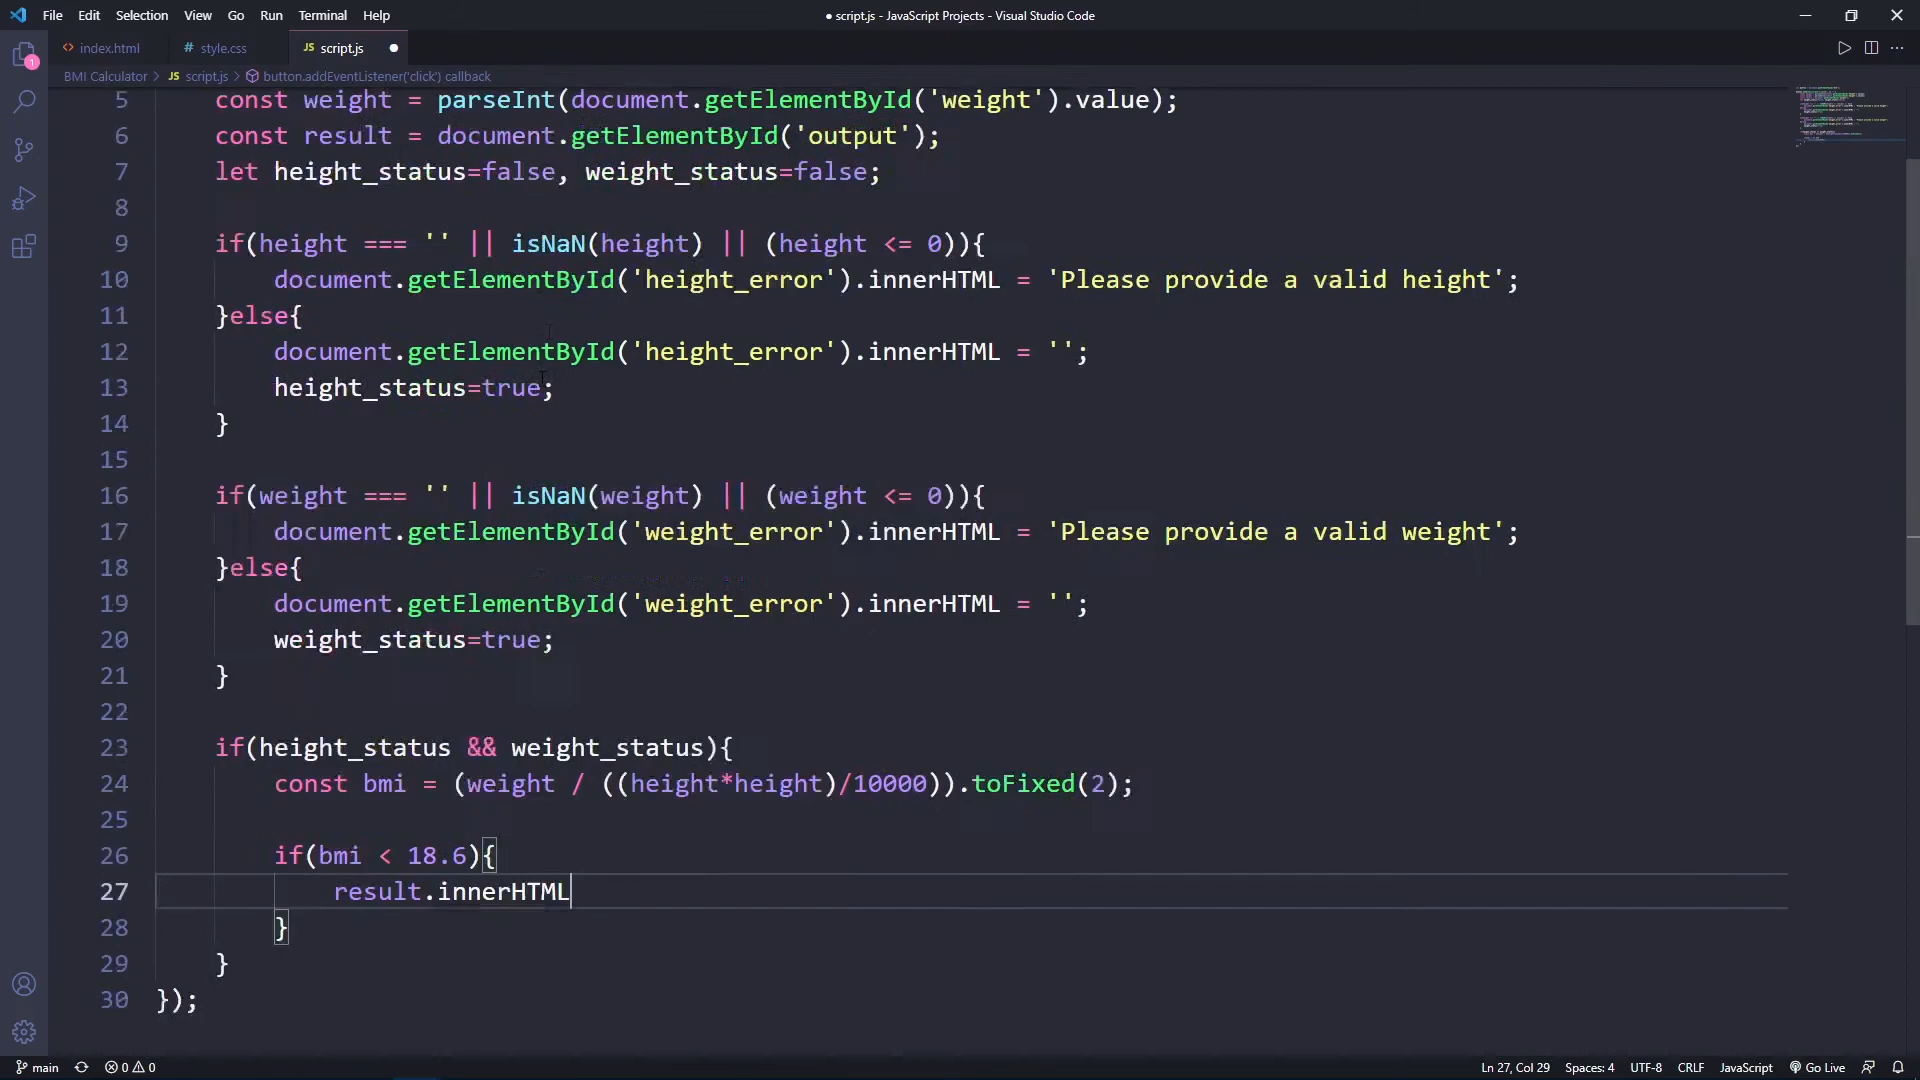 File Edit Selection View Go Run Terminal Help
● script.js - JavaScript Projects - Visual Studio Code
<> index.html
# style.css
JS script.js ●
BMI Calculator > JS script.js > button.addEventListener('click') callback
5 const weight = parseInt(document.getElementById('weight').value);
6 const result = document.getElementById('output');
7 let height_status=false, weight_status=false;
8
9 if(height === '' || isNaN(height) || (height <= 0)){
10 document.getElementById('height_error').innerHTML = 'Please provide a valid height';
11 }else{
12 document.getElementById('height_error').innerHTML = '';
13 height_status=true;
14 }
15
16 if(weight === '' || isNaN(weight) || (weight <= 0)){
17 document.getElementById('weight_error').innerHTML = 'Please provide a valid weight';
18 }else{
19 document.getElementById('weight_error').innerHTML = '';
20 weight_status=true;
21 }
22
23 if(height_status && weight_status){
24 const bmi = (weight / ((height*height)/10000)).toFixed(2);
25
26 if(bmi < 18.6){
27 result.innerHTML
28 }
29 }
30 });
1
main 0 0
Ln 27, Col 29 Spaces: 4 UTF-8 CRLF JavaScript Go Live